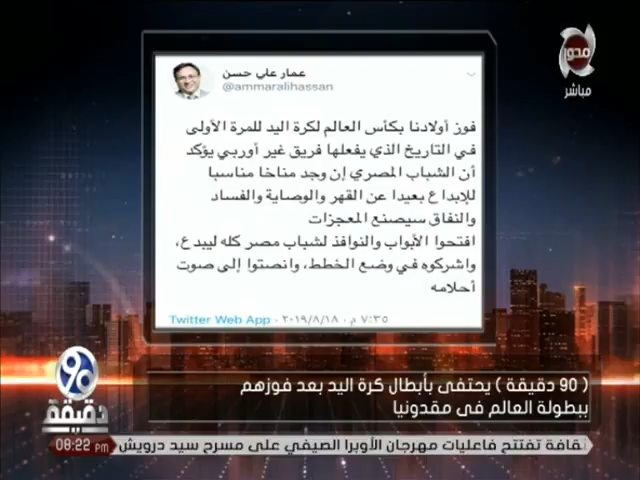 محور
مباشر
عمار علي حسن
@ammaralihassan
فوز أولادنا بكأس العالم لكرة اليد للمرة الأولى
في التاريخ الذي يفعلها فريق غير أوربي يؤكد
أن الشباب المصري إن وجد مناخا مناسبا
للإبداع بعيدا عن القهر والوصاية والفساد
والنفاق سيصنع المعجزات
افتحوا الأبواب والنوافذ لشباب مصر كله ليبدع،
واشركوه في وضع الخطط، وانصتوا إلى صوت
أحلامه
٧:٣٥ م · ٢٠١٩/٨/١٨ · Twitter Web App
( 90 دقيقة ) يحتفى بأبطال كرة اليد بعد فوزهم
ببطولة العالم فى مقدونيا
90
دقيقة
08:22 PM
قافة تفتتح فاعليات مهرجان الأوبرا الصيفي على مسرح سيد درويش